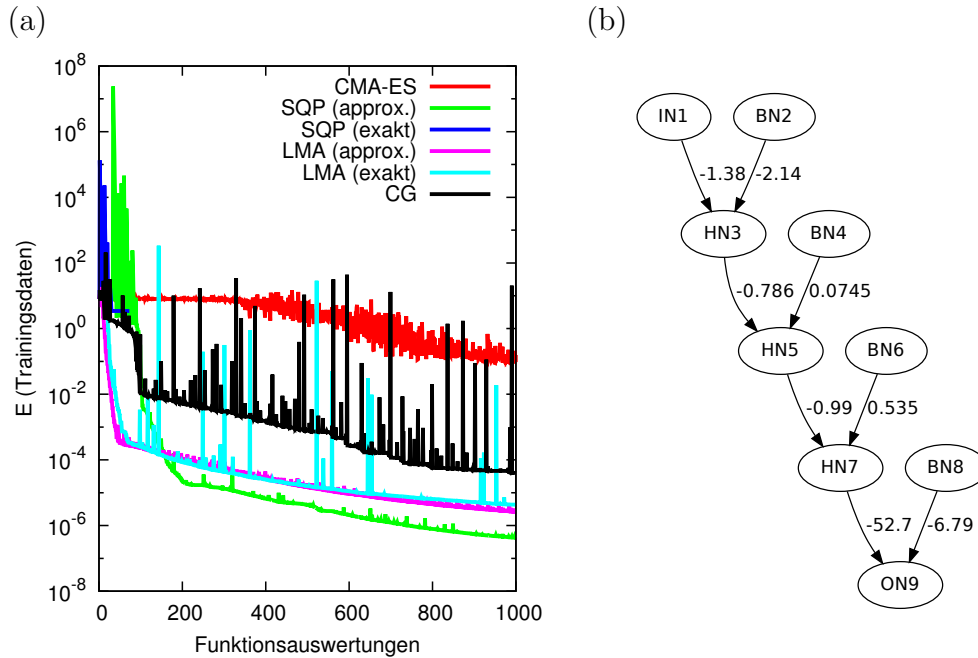 (a)
E (Trainingsdaten)
10^8
10^6
10^4
10^2
10^0
10^-2
10^-4
10^-6
10^-8
CMA-ES
SQP (approx.)
SQP (exakt)
LMA (approx.)
LMA (exakt)
CG
0 200 400 600 800 1000
Funktionsauswertungen
(b)
IN1 BN2
-1.38 -2.14
HN3 BN4
-0.786 0.0745
HN5 BN6
-0.99 0.535
HN7 BN8
-52.7 -6.79
ON9